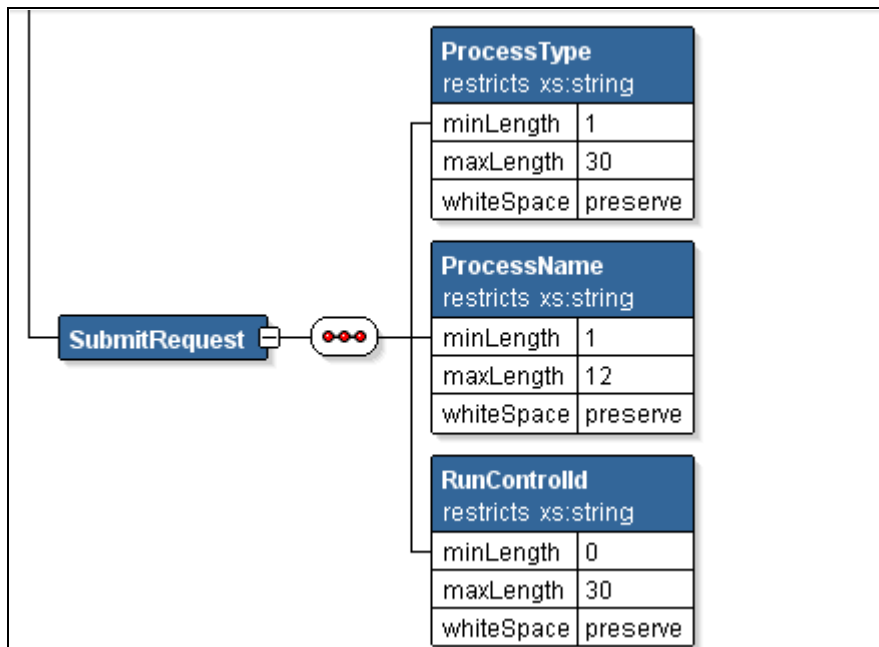 ProcessType
restricts xs:string
minLength 1
maxLength 30
whiteSpace preserve
ProcessName
restricts xs:string
minLength 1
SubmitRequest
maxLength 12
whiteSpace preserve
RunControlId
restricts xs:string
minLength 0
maxLength 30
whiteSpace preserve